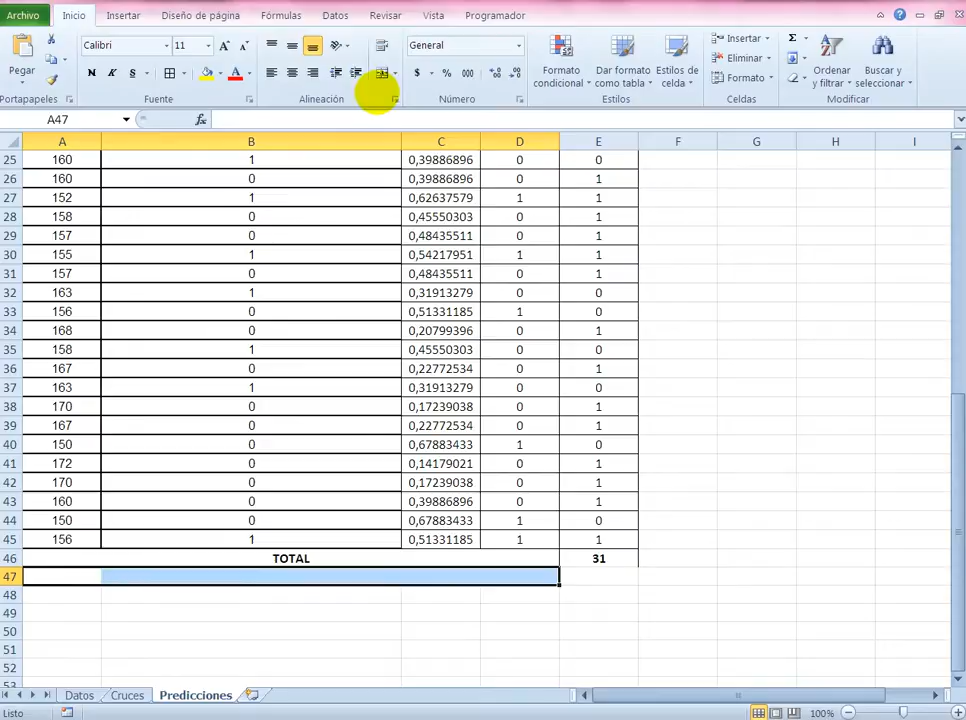 Archivo Inicio Insertar Diseño de página Fórmulas Datos Revisar Vista Programador
Pegar
Portapapeles
Calibri 11
N K S
Fuente
Alineación
General
$ % 000
Número
Formato condicional
Dar formato como tabla
Estilos de celda
Estilos
Insertar
Eliminar
Formato
Celdas
Σ
Ordenar y filtrar
Buscar y seleccionar
Modificar
A47 fx
A B C D E F G H I
25 160 1 0,39886896 0 0
26 160 0 0,39886896 0 1
27 152 1 0,62637579 1 1
28 158 0 0,45550303 0 1
29 157 0 0,48435511 0 1
30 155 1 0,54217951 1 1
31 157 0 0,48435511 0 1
32 163 1 0,31913279 0 0
33 156 0 0,51331185 1 0
34 168 0 0,20799396 0 1
35 158 1 0,45550303 0 0
36 167 0 0,22772534 0 1
37 163 1 0,31913279 0 0
38 170 0 0,17239038 0 1
39 167 0 0,22772534 0 1
40 150 0 0,67883433 1 0
41 172 0 0,14179021 0 1
42 170 0 0,17239038 0 1
43 160 0 0,39886896 0 1
44 150 0 0,67883433 1 0
45 156 1 0,51331185 1 1
46 TOTAL 31
47
48
49
50
51
52
53
Datos Cruces Predicciones
Listo 100%